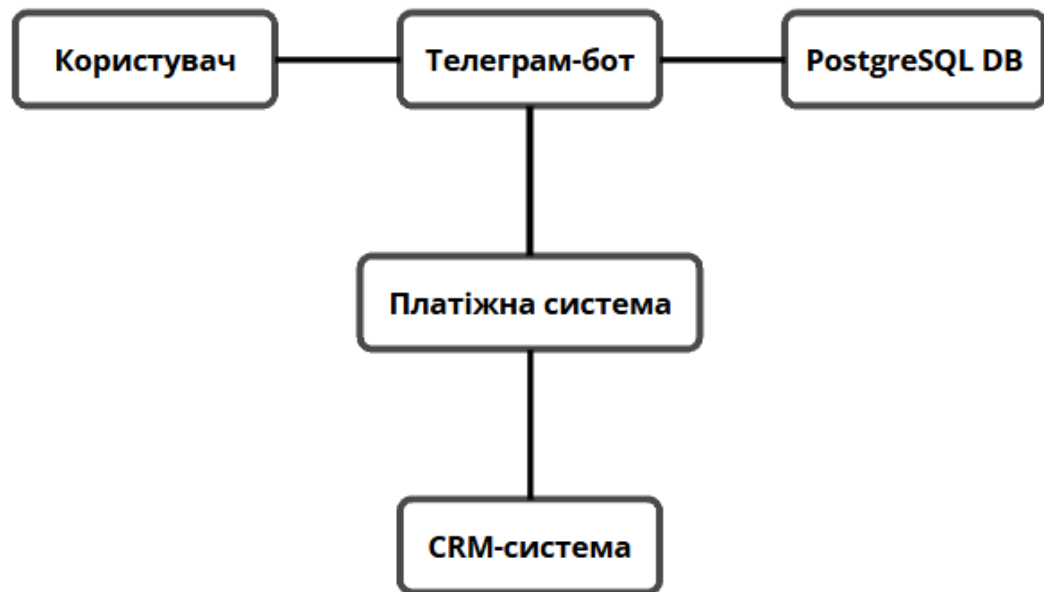 Користувач
Телеграм-бот
PostgreSQL DB
Платіжна система
CRM-система